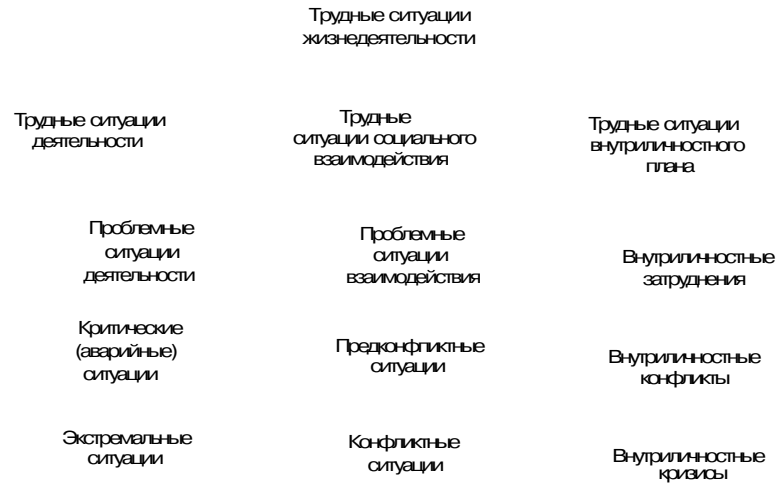 Трудные ситуации
жизнедеятельности
Трудные ситуации
деятельности
Трудные
ситуации социального
взаимодействия
Трудные ситуации
внутриличностного
плана
Проблемные
ситуации
деятельности
Проблемные
ситуации
взаимодействия
Внутриличностные
затруднения
Критические
(аварийные)
ситуации
Предконфликтные
ситуации
Внутриличностные
конфликты
Экстремальные
ситуации
Конфликтные
ситуации
Внутриличностные
кризисы